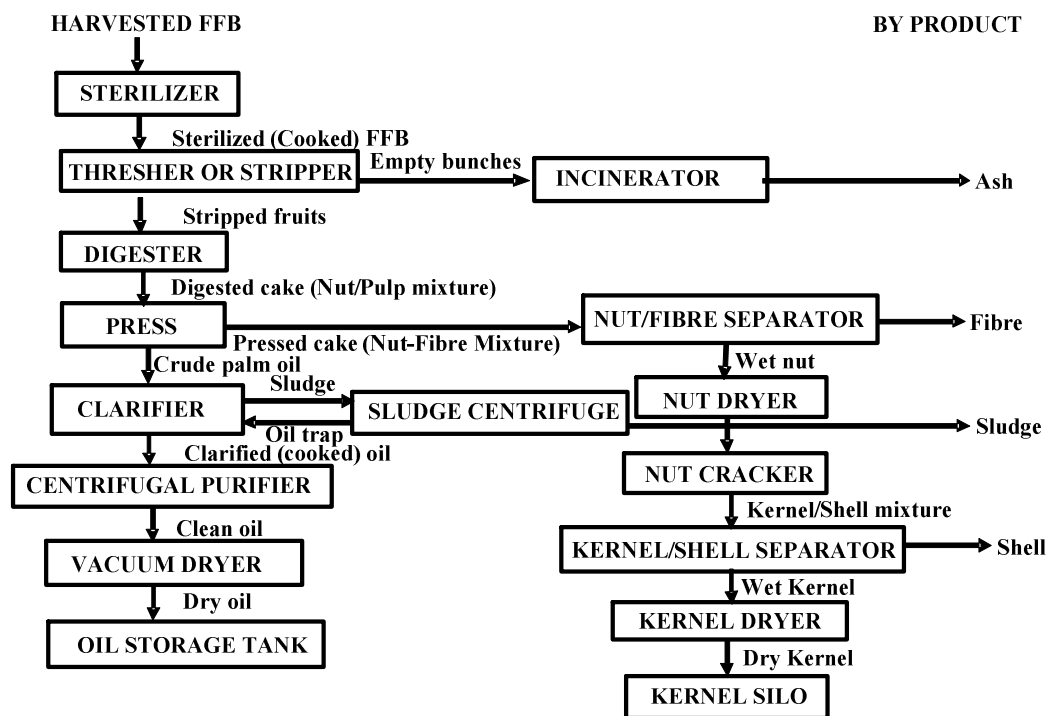 HARVESTED FFB
BY PRODUCT
STERILIZER
Sterilized (Cooked) FFB
THRESHER OR STRIPPER
Empty bunches
INCINERATOR
Ash
Stripped fruits
DIGESTER
Digested cake (Nut/Pulp mixture)
PRESS
Pressed cake (Nut-Fibre Mixture)
NUT/FIBRE SEPARATOR
Fibre
Crude palm oil
Wet nut
CLARIFIER
Sludge
SLUDGE CENTRIFUGE
NUT DRYER
Sludge
Oil trap
Clarified (cooked) oil
NUT CRACKER
CENTRIFUGAL PURIFIER
Kernel/Shell mixture
Clean oil
KERNEL/SHELL SEPARATOR
Shell
VACUUM DRYER
Wet Kernel
Dry oil
KERNEL DRYER
OIL STORAGE TANK
Dry Kernel
KERNEL SILO